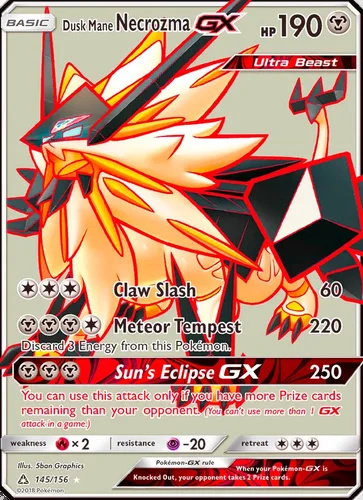 BASIC Dusk Mane Necrozma GX HP 190
Ultra Beast
Claw Slash 60
Meteor Tempest 220
Discard 3 Energy from this Pokémon.
Sun's Eclipse GX 250
You can use this attack only if you have more Prize cards
remaining than your opponent. (You can't use more than 1 GX
attack in a game.)
weakness × 2 resistance -20 retreat
Illus. 5ban Graphics
145/156
©2018 Pokémon
Pokémon-GX rule
When your Pokémon-GX is
Knocked Out, your opponent takes 2 Prize cards.